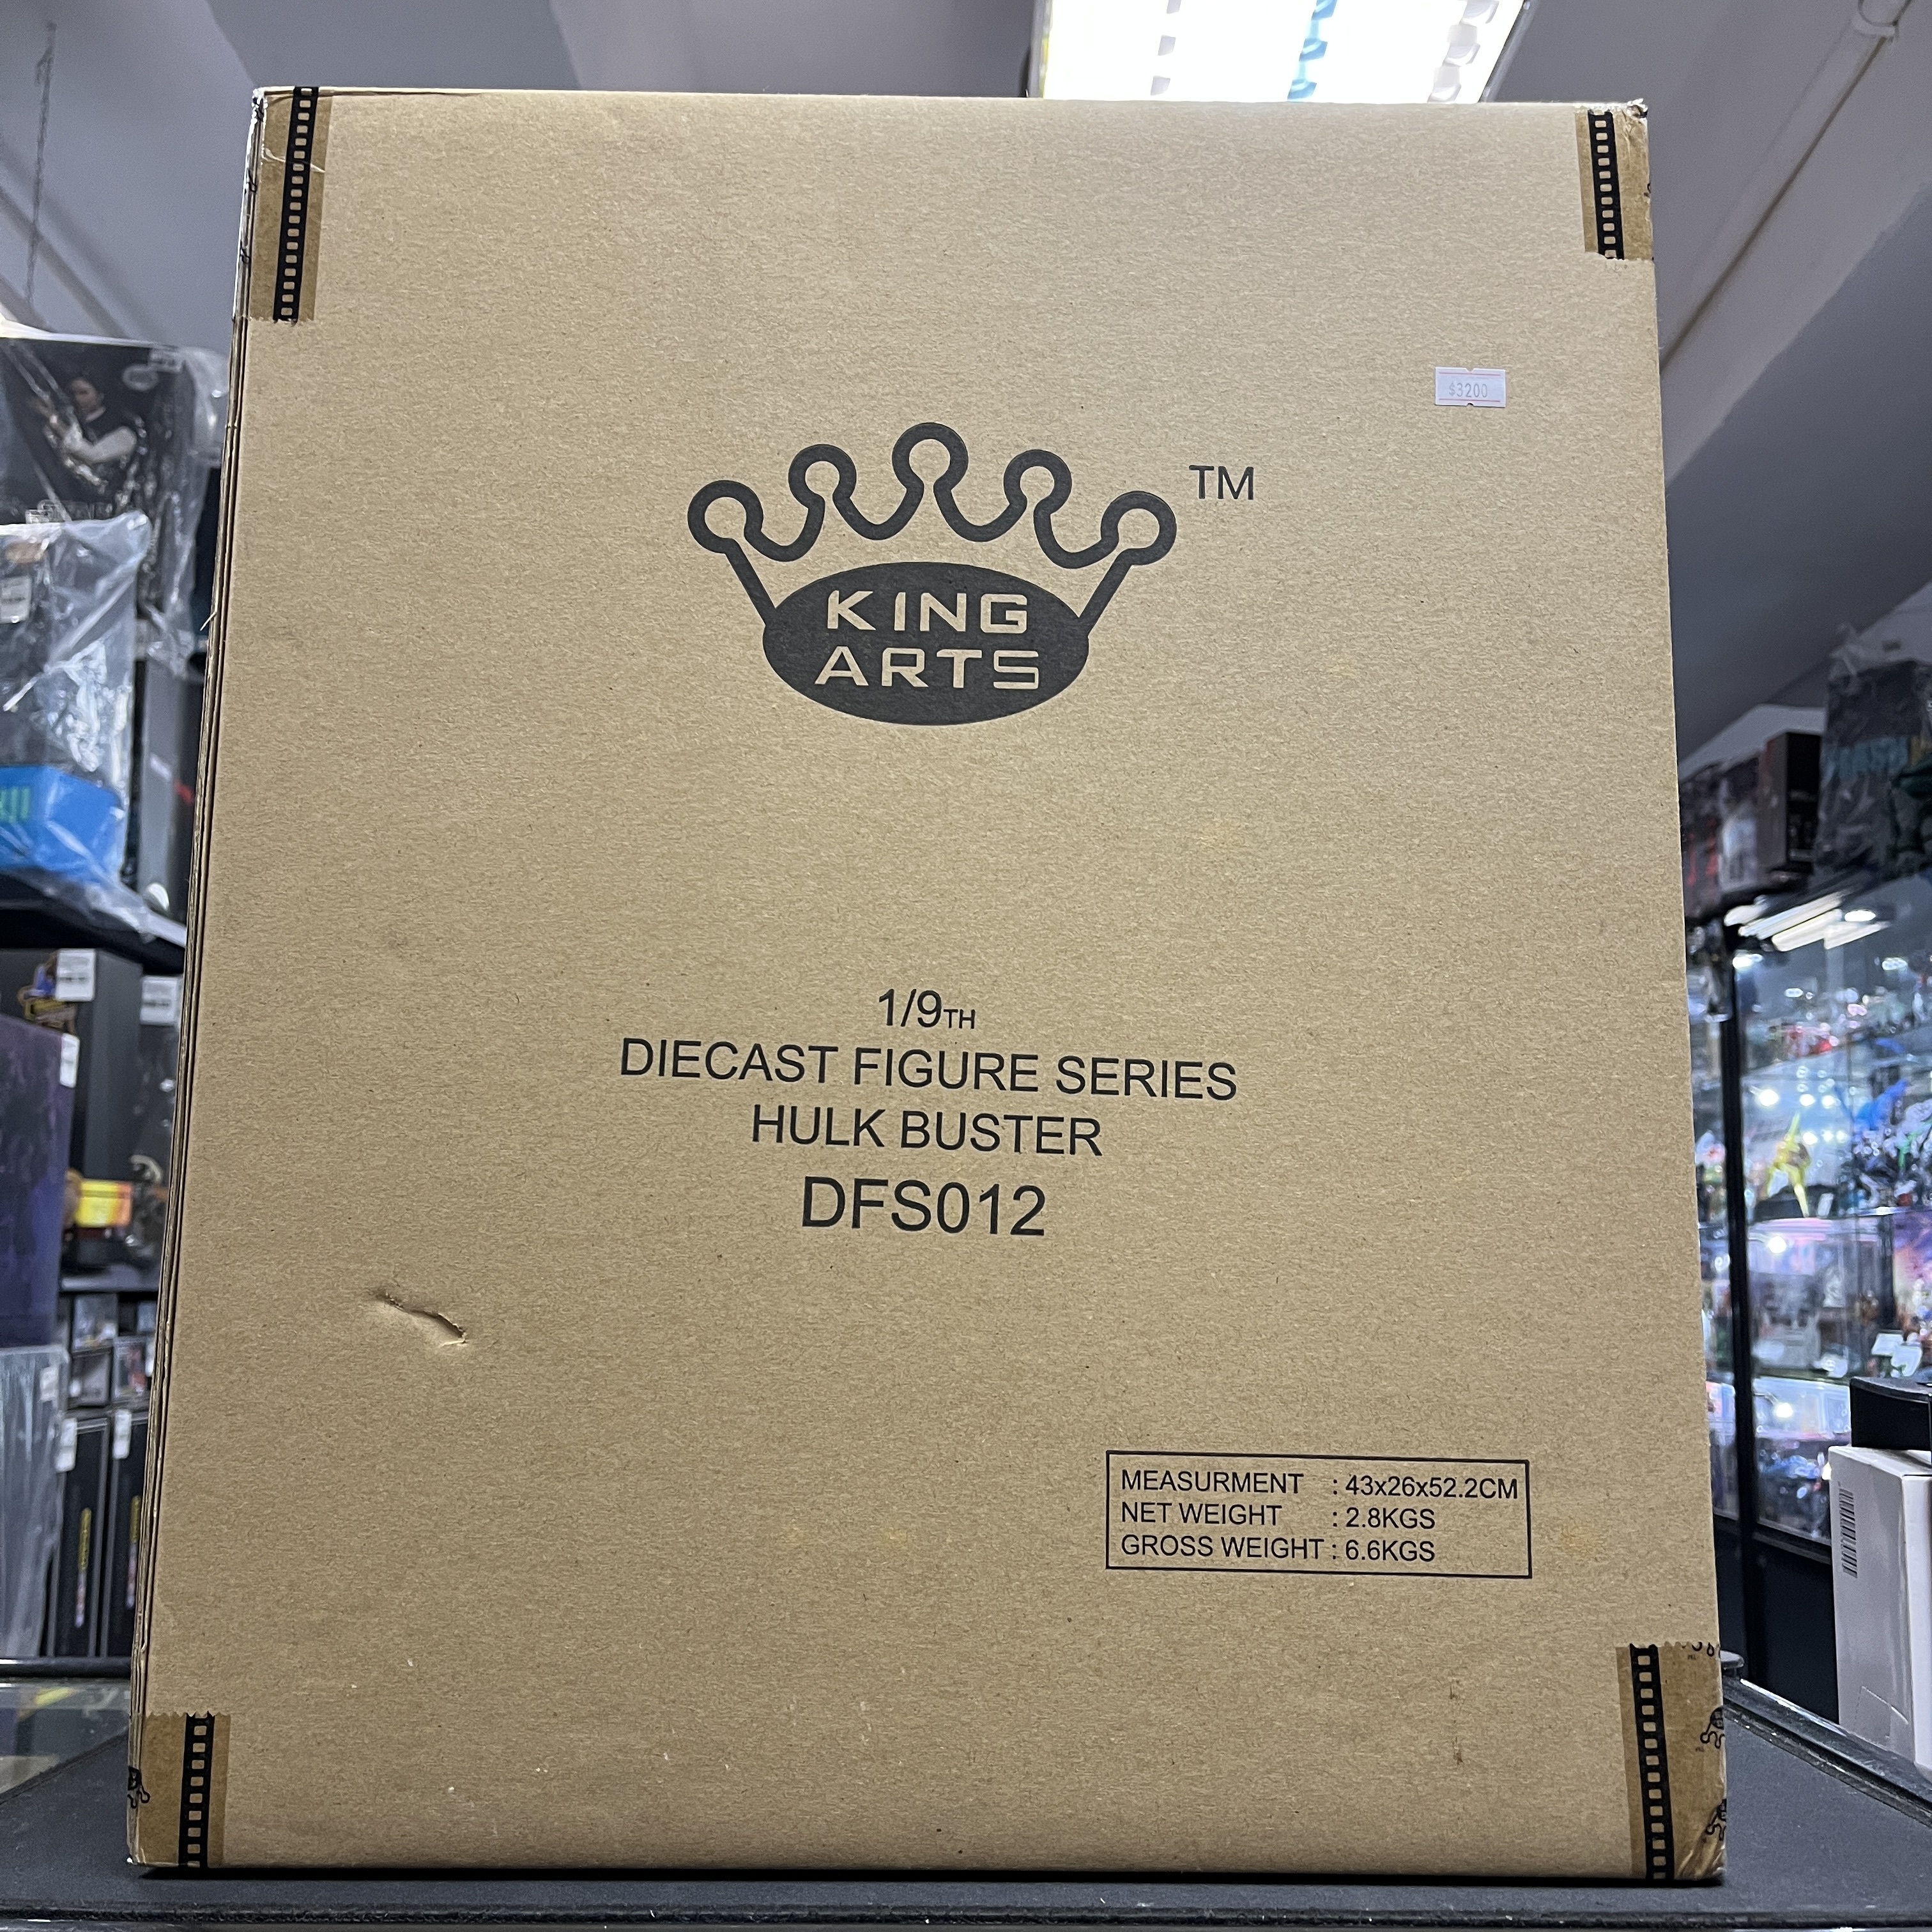 $3200
TM
KING
ARTS
1/9TH
DIECAST FIGURE SERIES
HULK BUSTER
DFS012
MEASURMENT : 43x26x52.2CM
NET WEIGHT : 2.8KGS
GROSS WEIGHT : 6.6KGS